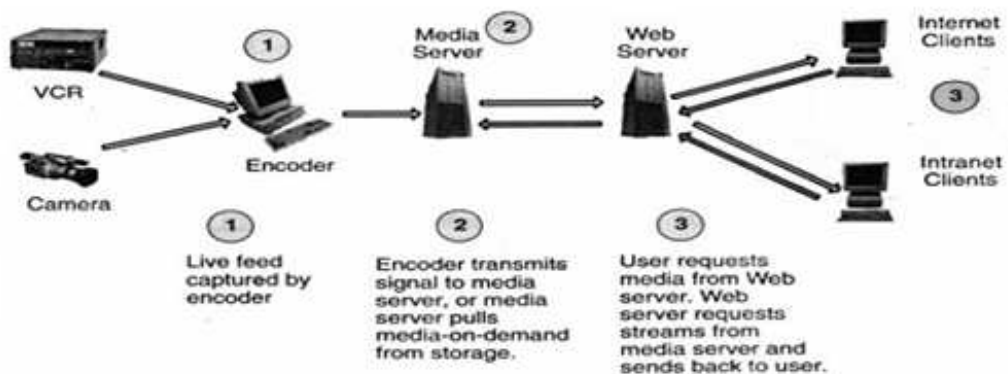 1
Media
Server
2
Web
Server
Internet
Clients
VCR
3
Encoder
Camera
Intranet
Clients
1
Live feed
captured by
encoder
2
Encoder transmits
signal to media
server, or media
server pulls
media-on-demand
from storage.
3
User requests
media from Web
server. Web
server requests
streams from
media server and
sends back to user.